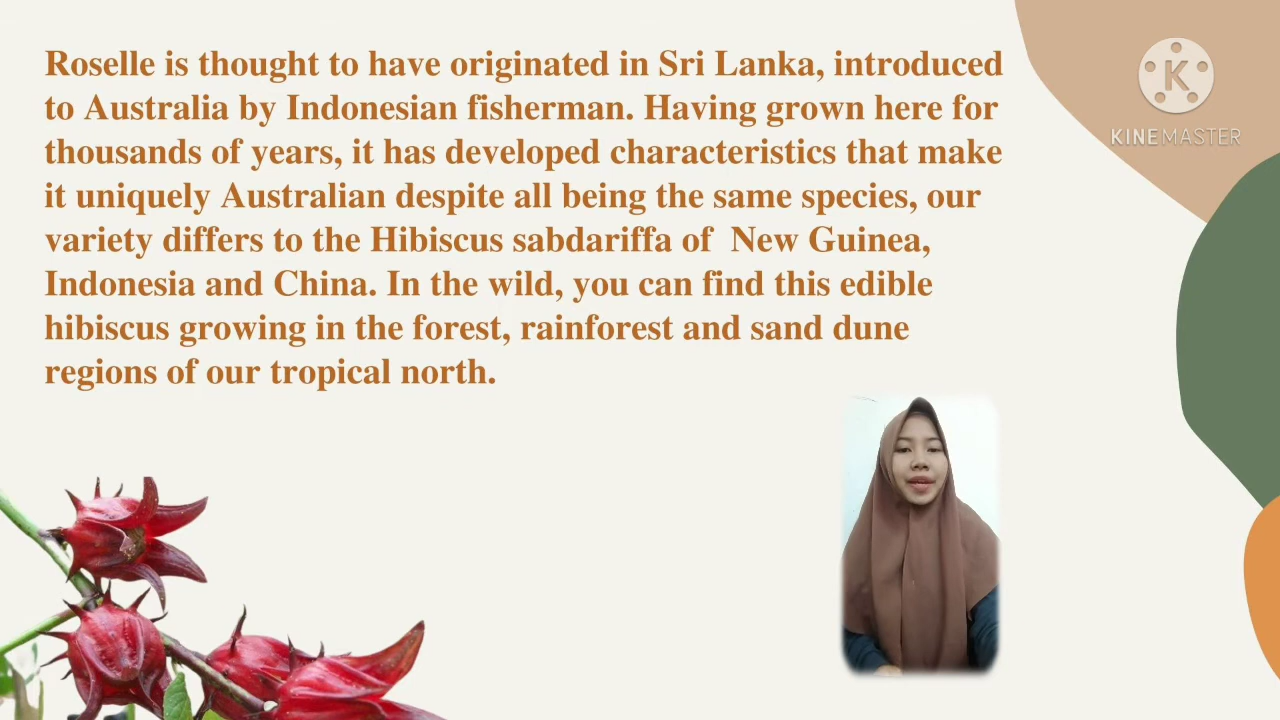 Roselle is thought to have originated in Sri Lanka, introduced
to Australia by Indonesian fisherman. Having grown here for
thousands of years, it has developed characteristics that make
it uniquely Australian despite all being the same species, our
variety differs to the Hibiscus sabdariffa of  New Guinea,
Indonesia and China. In the wild, you can find this edible
hibiscus growing in the forest, rainforest and sand dune
regions of our tropical north.
K
KINEMASTER